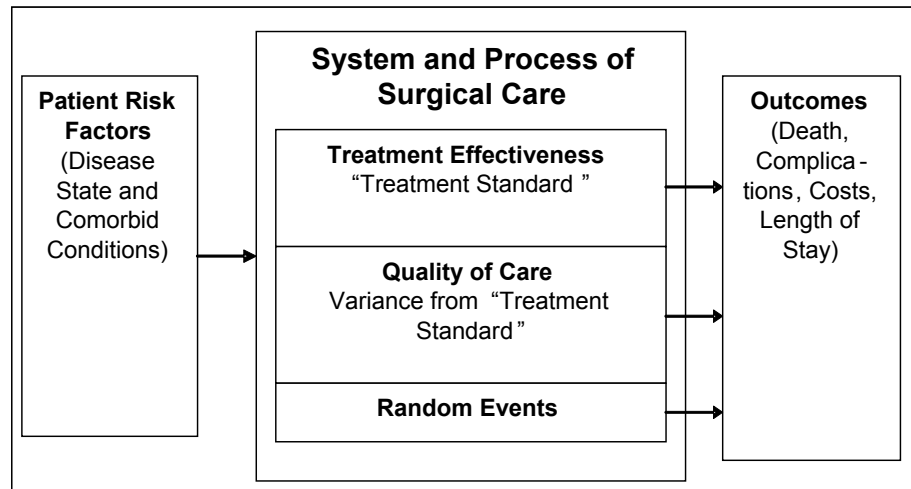 Patient Risk
Factors
(Disease
State and
Comorbid
Conditions)
System and Process of
Surgical Care
Treatment Effectiveness
“Treatment Standard ”
Quality of Care
Variance from “Treatment
Standard ”
Random Events
Outcomes
(Death,
Complica-
tions, Costs,
Length of
Stay)